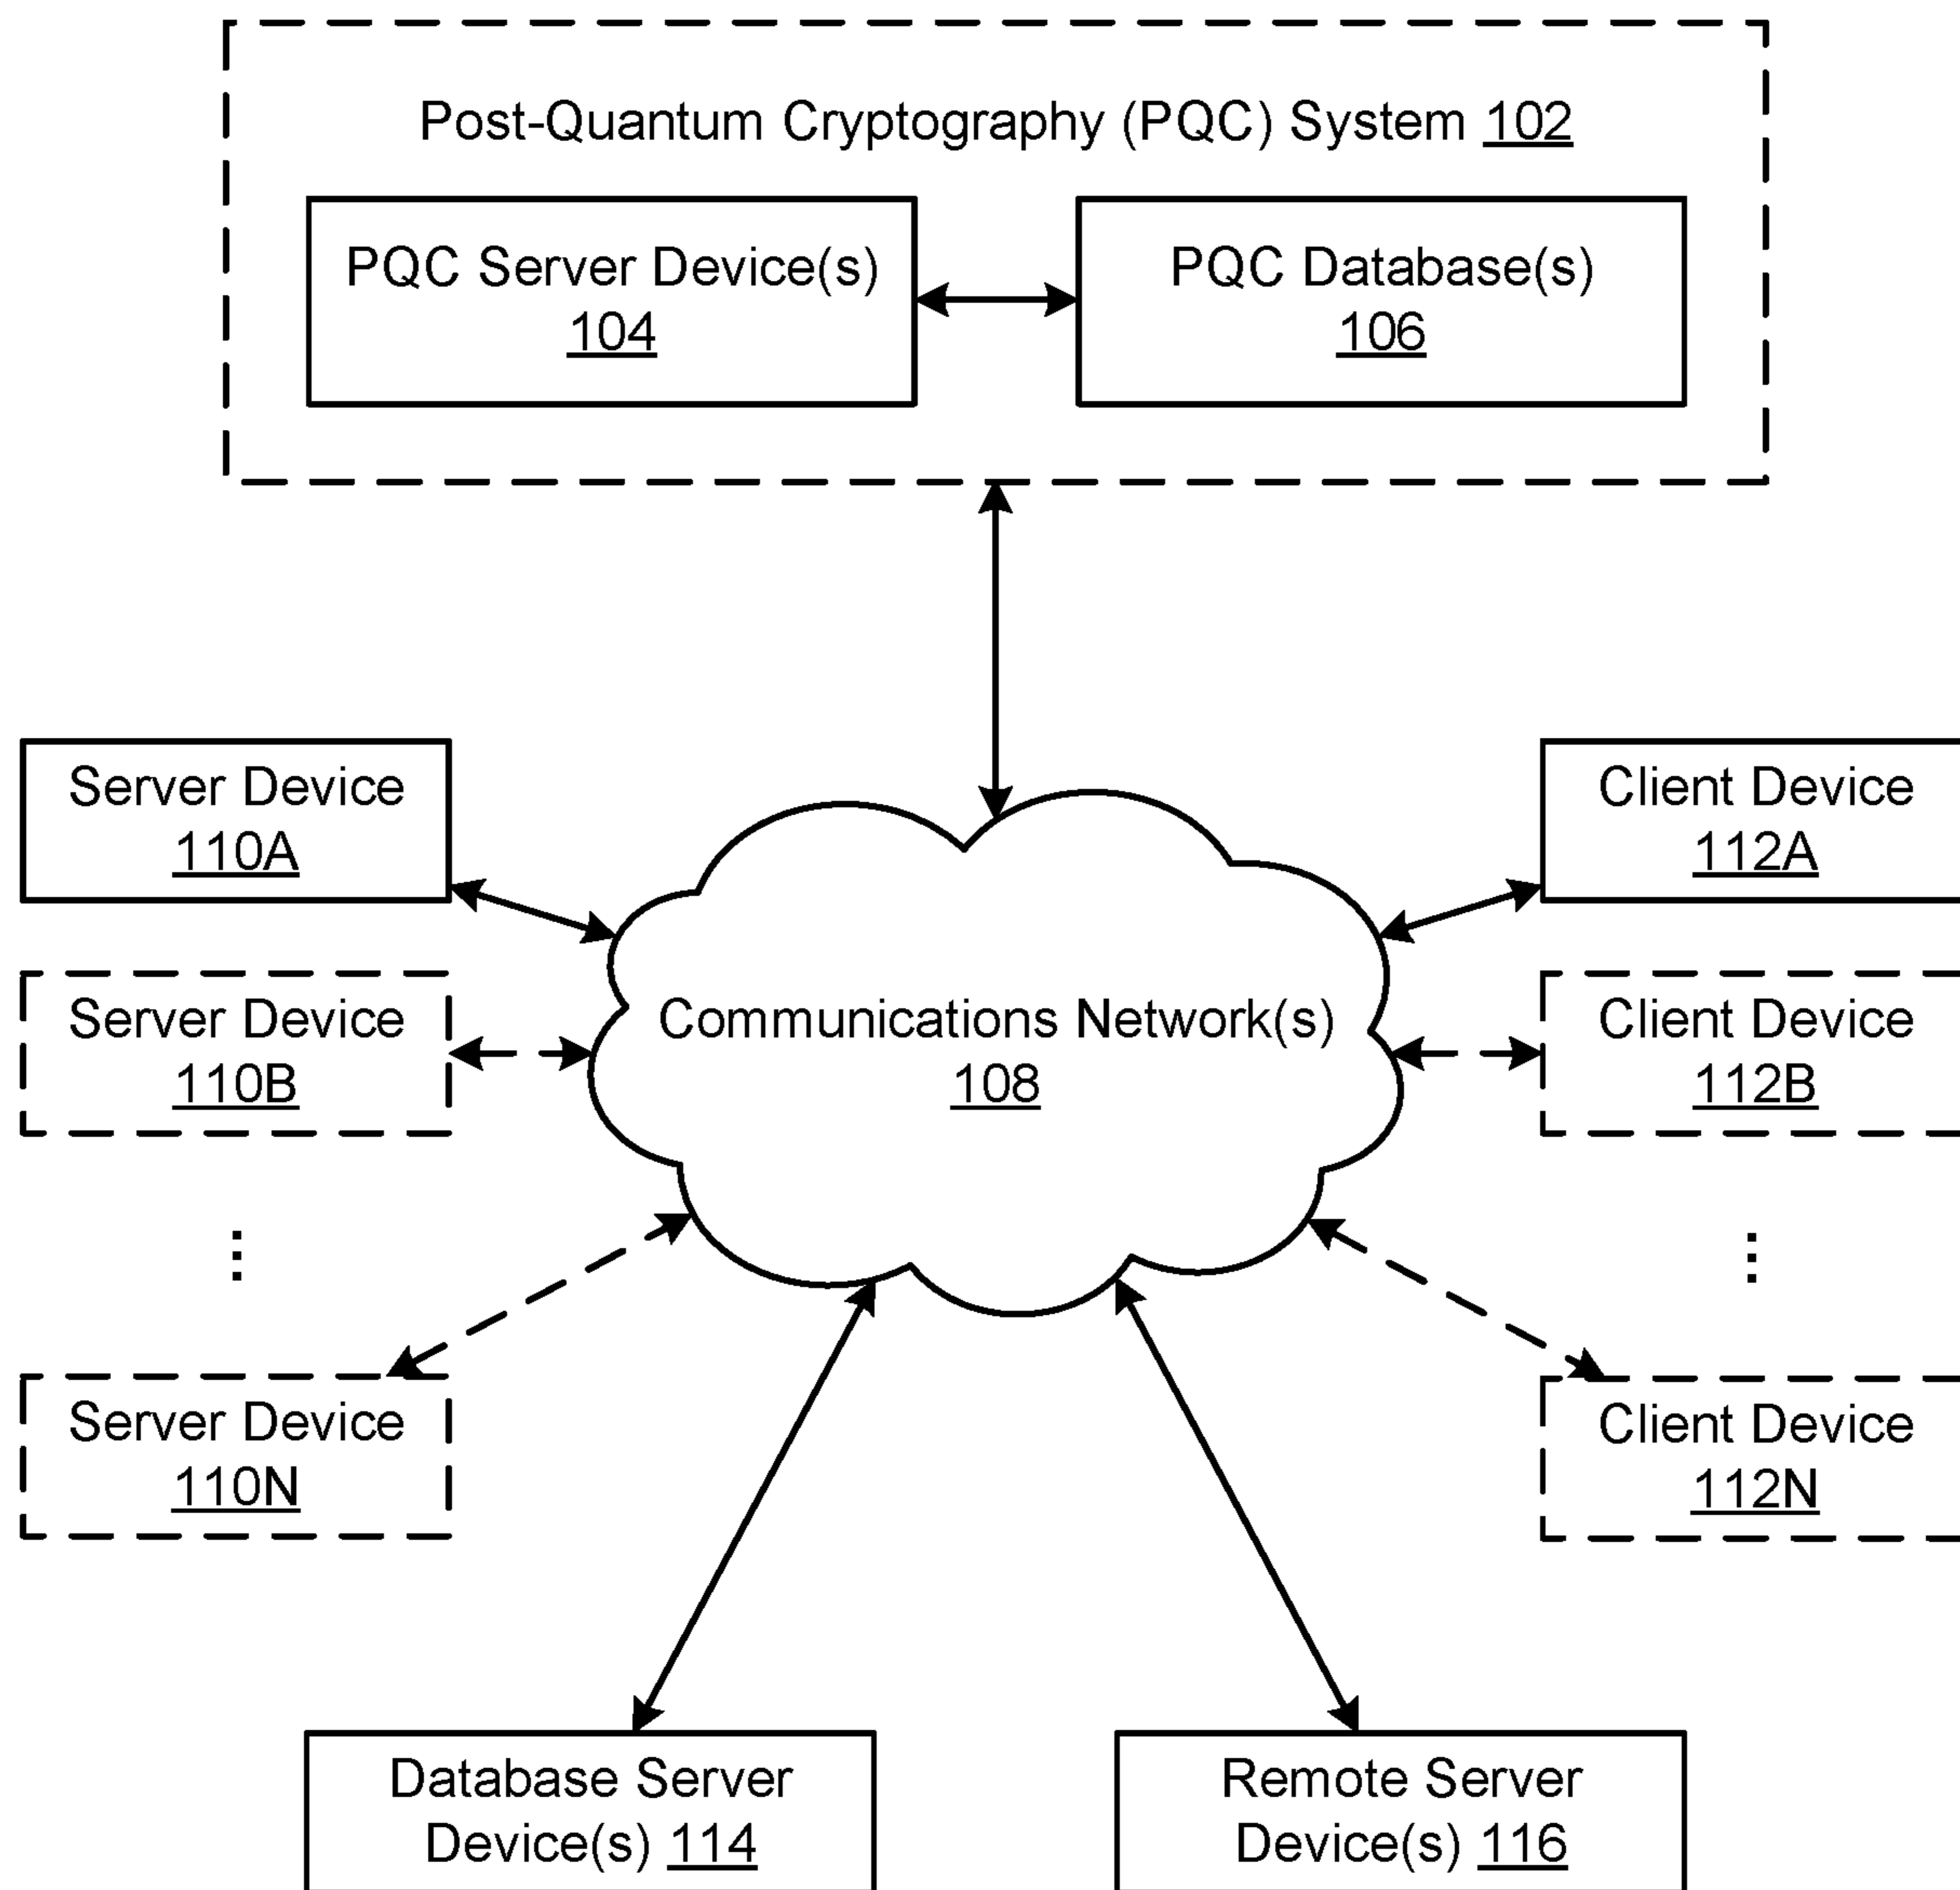 Post-Quantum Cryptography (PQC) System 102
PQC Server Device(s)
104
PQC Database(s)
106
Server Device
110A
Client Device
112A
Server Device
110B
Communications Network(s)
108
Client Device
112B
⋮
⋮
Server Device
110N
Client Device
112N
Database Server
Device(s) 114
Remote Server
Device(s) 116